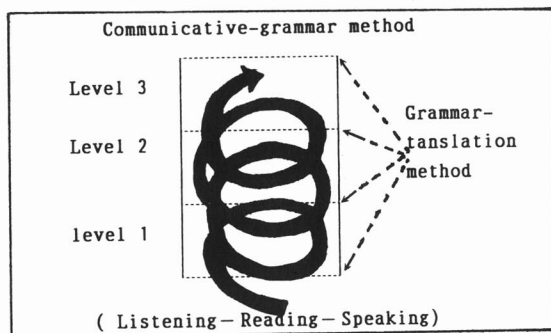 Communicative-grammar method
Level 3
Level 2
level 1
Grammar-
tanslation
method
( Listening—Reading—Speaking)